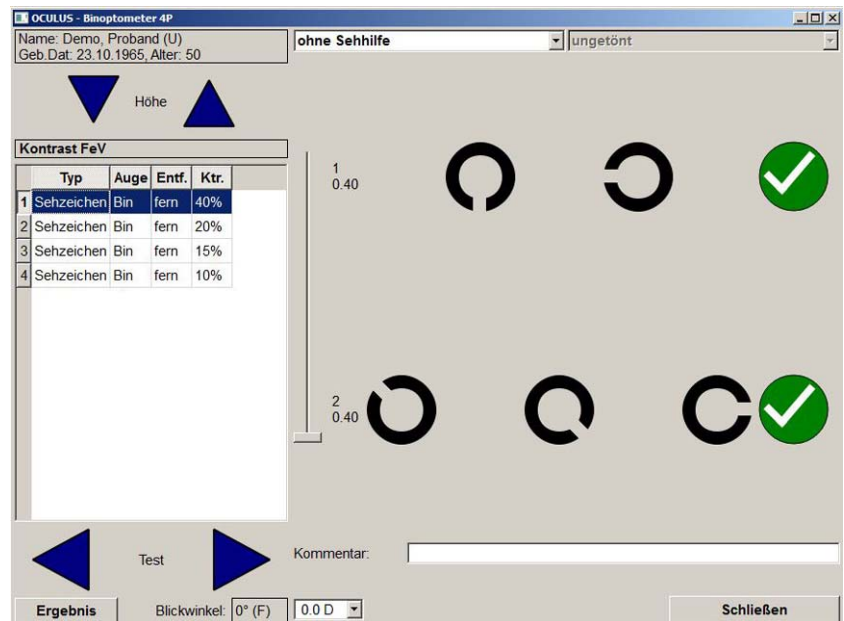 OCULUS - Binoptometer 4P
Name: Demo, Proband (U)
Geb.Dat: 23.10.1965, Alter: 50
ohne Sehhilfe
ungetönt
Höhe
Kontrast FeV
Typ Auge Entf. Ktr.
1 Sehzeichen Bin fern 40%
2 Sehzeichen Bin fern 20%
3 Sehzeichen Bin fern 15%
4 Sehzeichen Bin fern 10%
1
0.40
2
0.40
Test
Kommentar:
Ergebnis
Blickwinkel: 0° (F)
0.0 D
Schließen